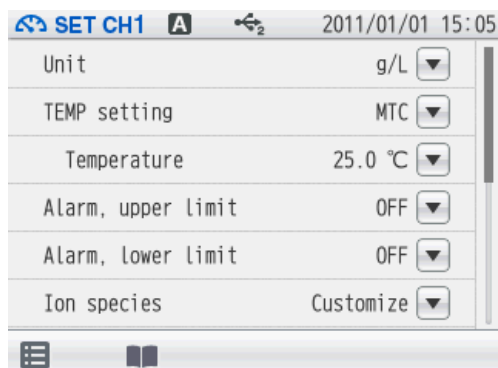 SET CH1 A 2 2011/01/01 15:05
Unit g/L
TEMP setting MTC
Temperature 25.0 ℃
Alarm, upper limit OFF
Alarm, lower limit OFF
Ion species Customize